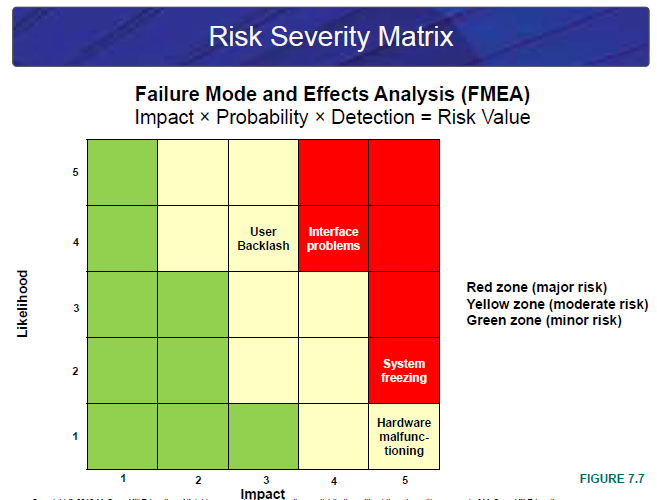 Risk Severity Matrix
Failure Mode and Effects Analysis (FMEA)
Impact × Probability × Detection = Risk Value
Likelihood
5
4
3
2
1
User
Backlash
Interface
problems
System
freezing
Hardware
malfunc-
tioning
1
2
3
4
5
Impact
Red zone (major risk)
Yellow zone (moderate risk)
Green zone (minor risk)
FIGURE 7.7